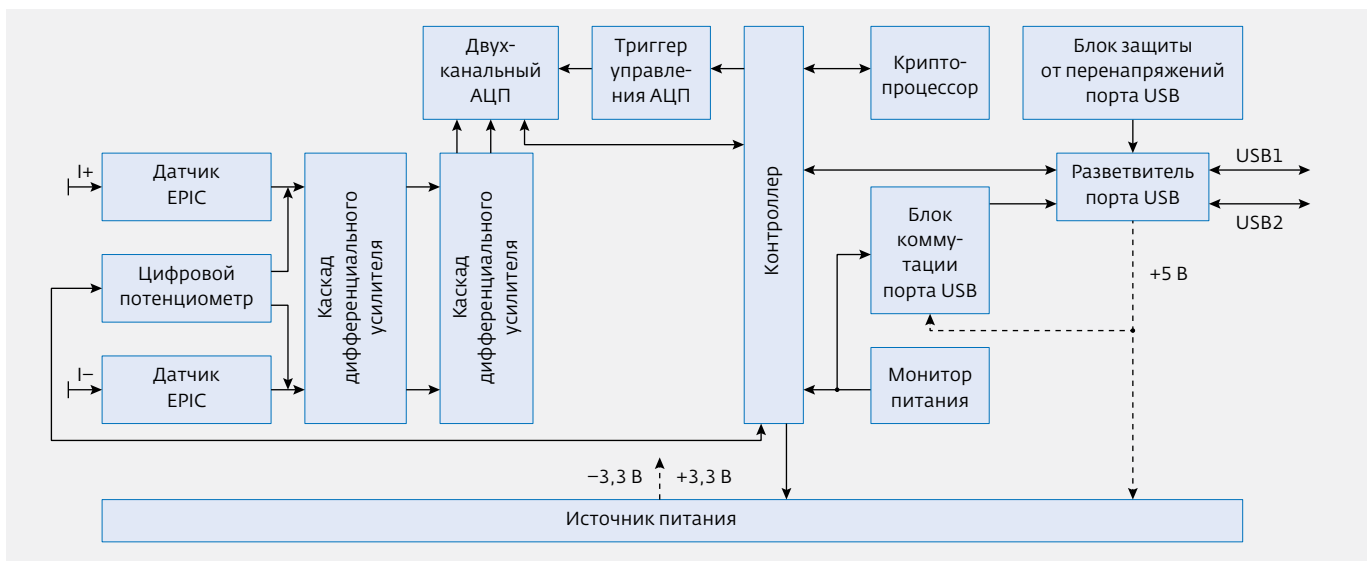 Двух-
канальный
АЦП
Триггер
управле-
ния АЦП
Крипто-
процессор
Блок защиты
от перенапряжений
порта USB
I+
Датчик
EPIC
Цифровой
потенциометр
I−
Датчик
EPIC
Каскад
дифференциального
усилителя
Каскад
дифференциального
усилителя
Контроллер
Блок
комму-
тации
порта USB
Монитор
питания
Разветвитель
порта USB
USB1
USB2
+5 В
−3,3 В
+3,3 В
Источник питания